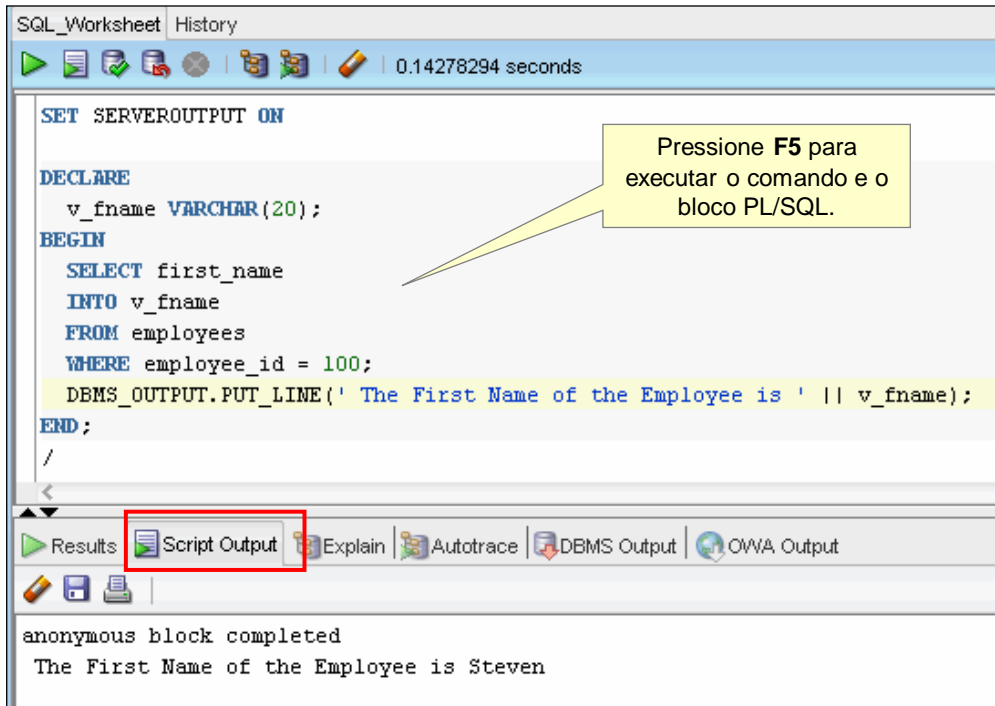 SQL_Worksheet History
0.14278294 seconds
SET SERVEROUTPUT ON
Pressione F5 para
executar o comando e o
bloco PL/SQL.
DECLARE
v_fname VARCHAR(20);
BEGIN
SELECT first_name
INTO v_fname
FROM employees
WHERE employee_id = 100;
DBMS_OUTPUT.PUT_LINE(' The First Name of the Employee is ' || v_fname);
END;
/
Results Script Output Explain Autotrace DBMS Output OWA Output
anonymous block completed
The First Name of the Employee is Steven